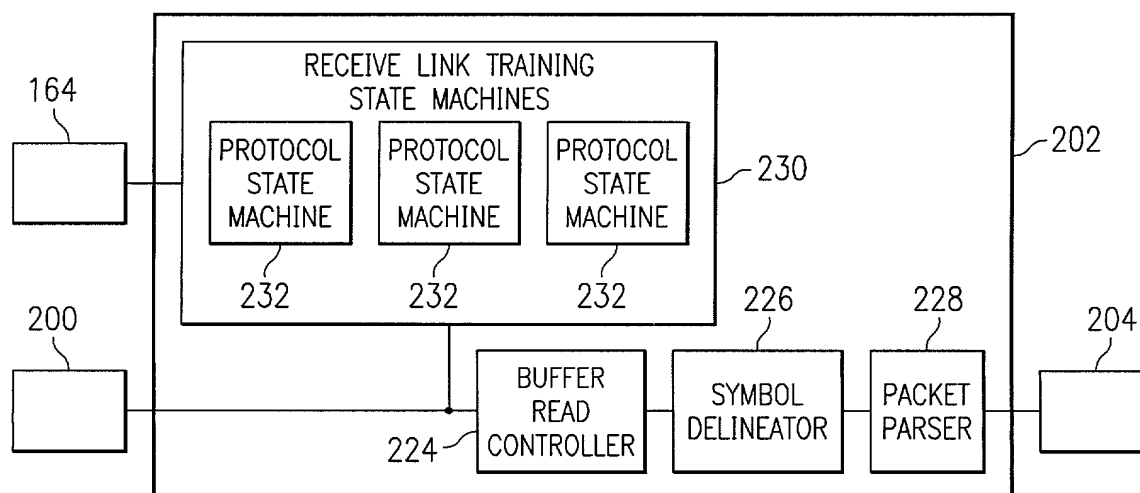 RECEIVE LINK TRAINING
STATE MACHINES
164
202
PROTOCOL
STATE
MACHINE
PROTOCOL
STATE
MACHINE
PROTOCOL
STATE
MACHINE
230
232
232
232
200
226
228
204
BUFFER
READ
CONTROLLER
224
SYMBOL
DELINEATOR
PACKET
PARSER